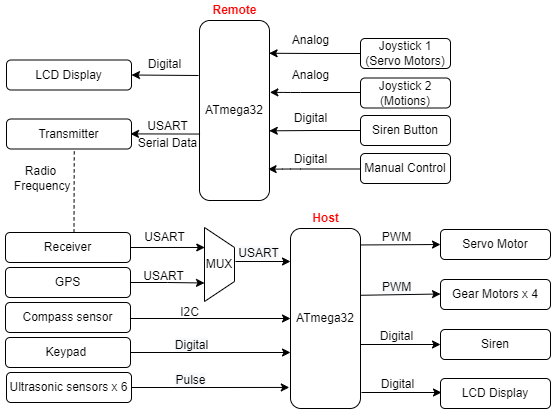 Remote
Analog
Joystick 1
(Servo Motors)
Digital
LCD Display
Analog
Joystick 2
(Motions)
ATmega32
USART
Serial Data
Transmitter
Digital
Siren Button
Digital
Manual Control
Radio
Frequency
Host
Receiver
USART
GPS
USART
MUX
USART
Compass sensor
I2C
Keypad
Digital
Ultrasonic sensors x 6
Pulse
ATmega32
PWM
Servo Motor
PWM
Gear Motors x 4
Digital
Siren
Digital
LCD Display